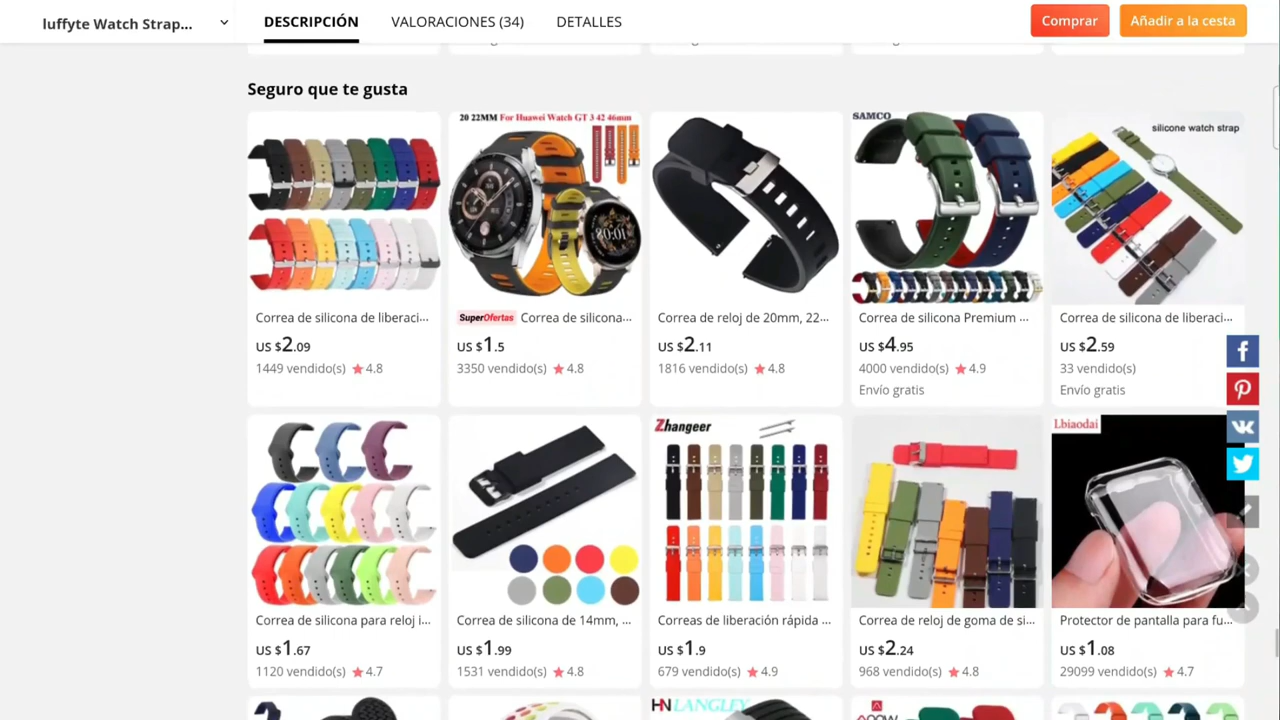 Iuffyte Watch Strap...
DESCRIPCIÓN
VALORACIONES (34)
DETALLES
Comprar
Añadir a la cesta
Seguro que te gusta
20 22MM For Huawei Watch GT 3 42 46mm
08:10
SAMCO
silicone watch strap
Correa de silicona de liberaci...
SuperOfertas Correa de silicona...
Correa de reloj de 20mm, 22...
Correa de silicona Premium ...
Correa de silicona de liberaci...
US $2.09
US $1.5
US $2.11
US $4.95
US $2.59
1449 vendido(s) 4.8
3350 vendido(s) 4.8
1816 vendido(s) 4.8
4000 vendido(s) 4.9
33 vendido(s)
Envío gratis
Envío gratis
Zhangeer
Lbiaodai
Correa de silicona para reloj i...
Correa de silicona de 14mm, ...
Correas de liberación rápida ...
Correa de reloj de goma de si...
Protector de pantalla para fu...
US $1.67
US $1.99
US $1.9
US $2.24
US $1.08
1120 vendido(s) 4.7
1531 vendido(s) 4.8
679 vendido(s) 4.9
968 vendido(s) 4.8
29099 vendido(s) 4.7
LANGLEY